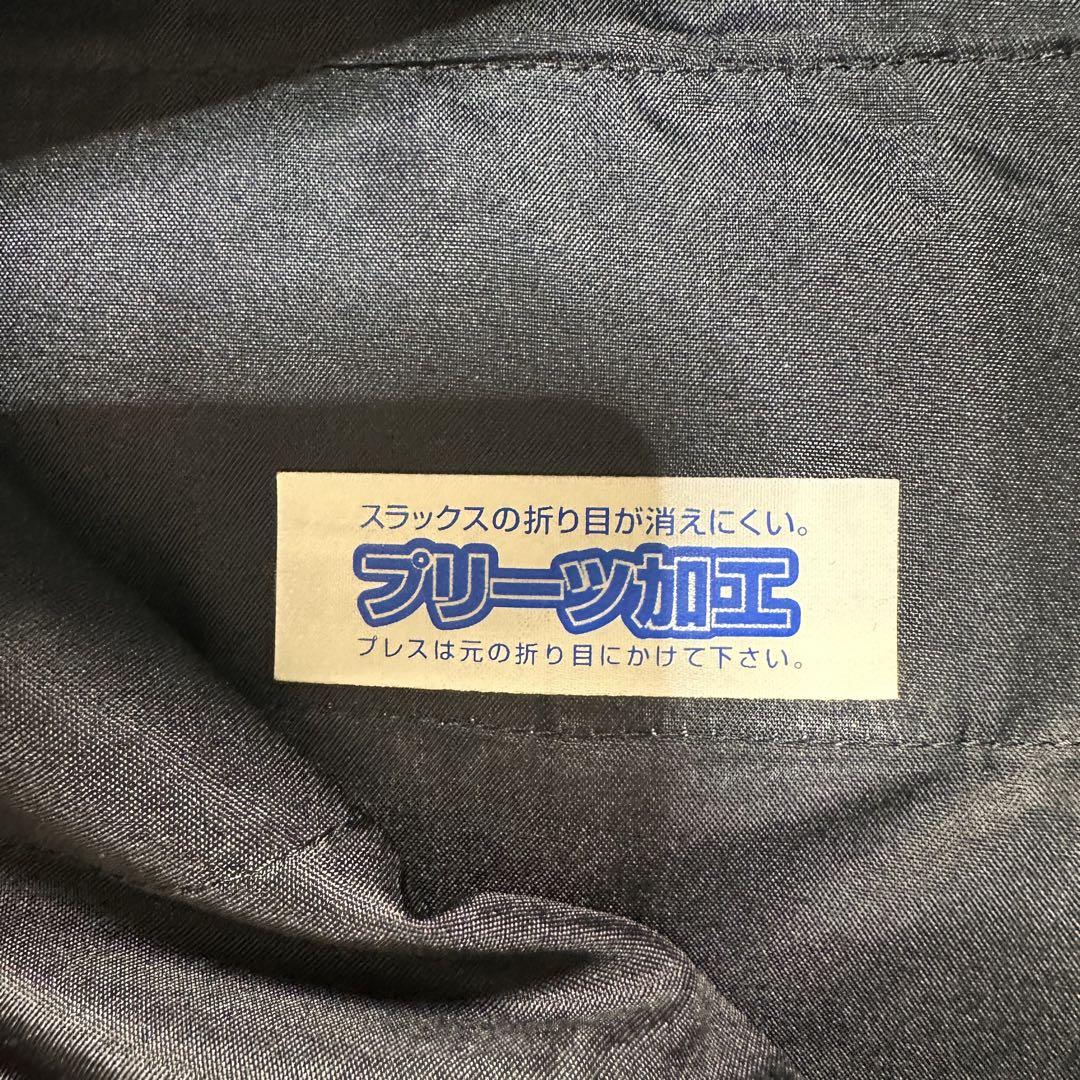 スラックスの折り目が消えにくい。
プリーツ加工
プレスは元の折り目にかけて下さい。